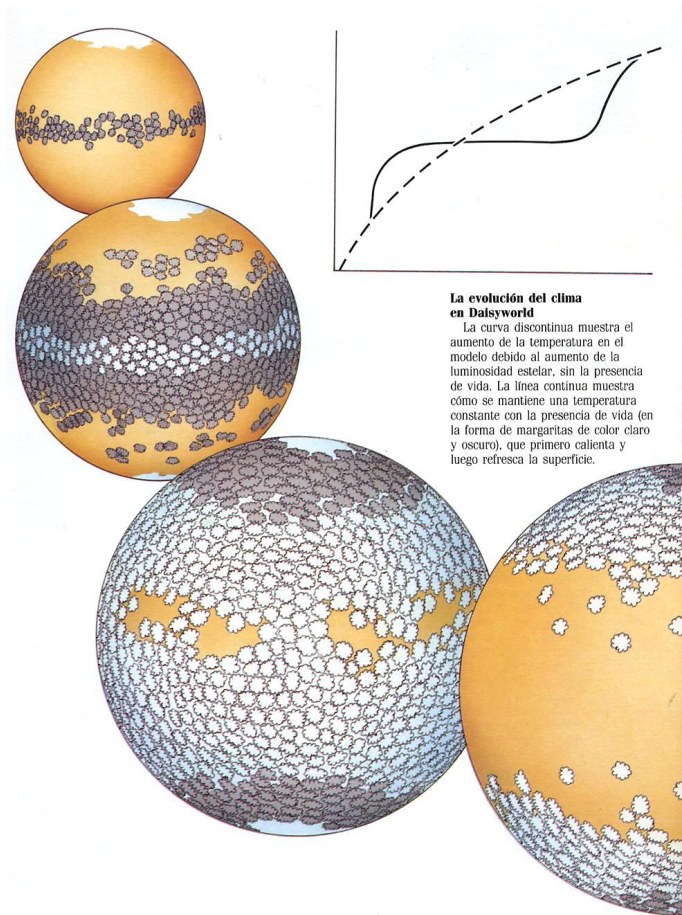 La evolución del clima
en Daisyworld
La curva discontinua muestra el
aumento de la temperatura en el
modelo debido al aumento de la
luminosidad estelar, sin la presencia
de vida. La línea continua muestra
cómo se mantiene una temperatura
constante con la presencia de vida (en
la forma de margaritas de color claro
y oscuro), que primero calienta y
luego refresca la superficie.